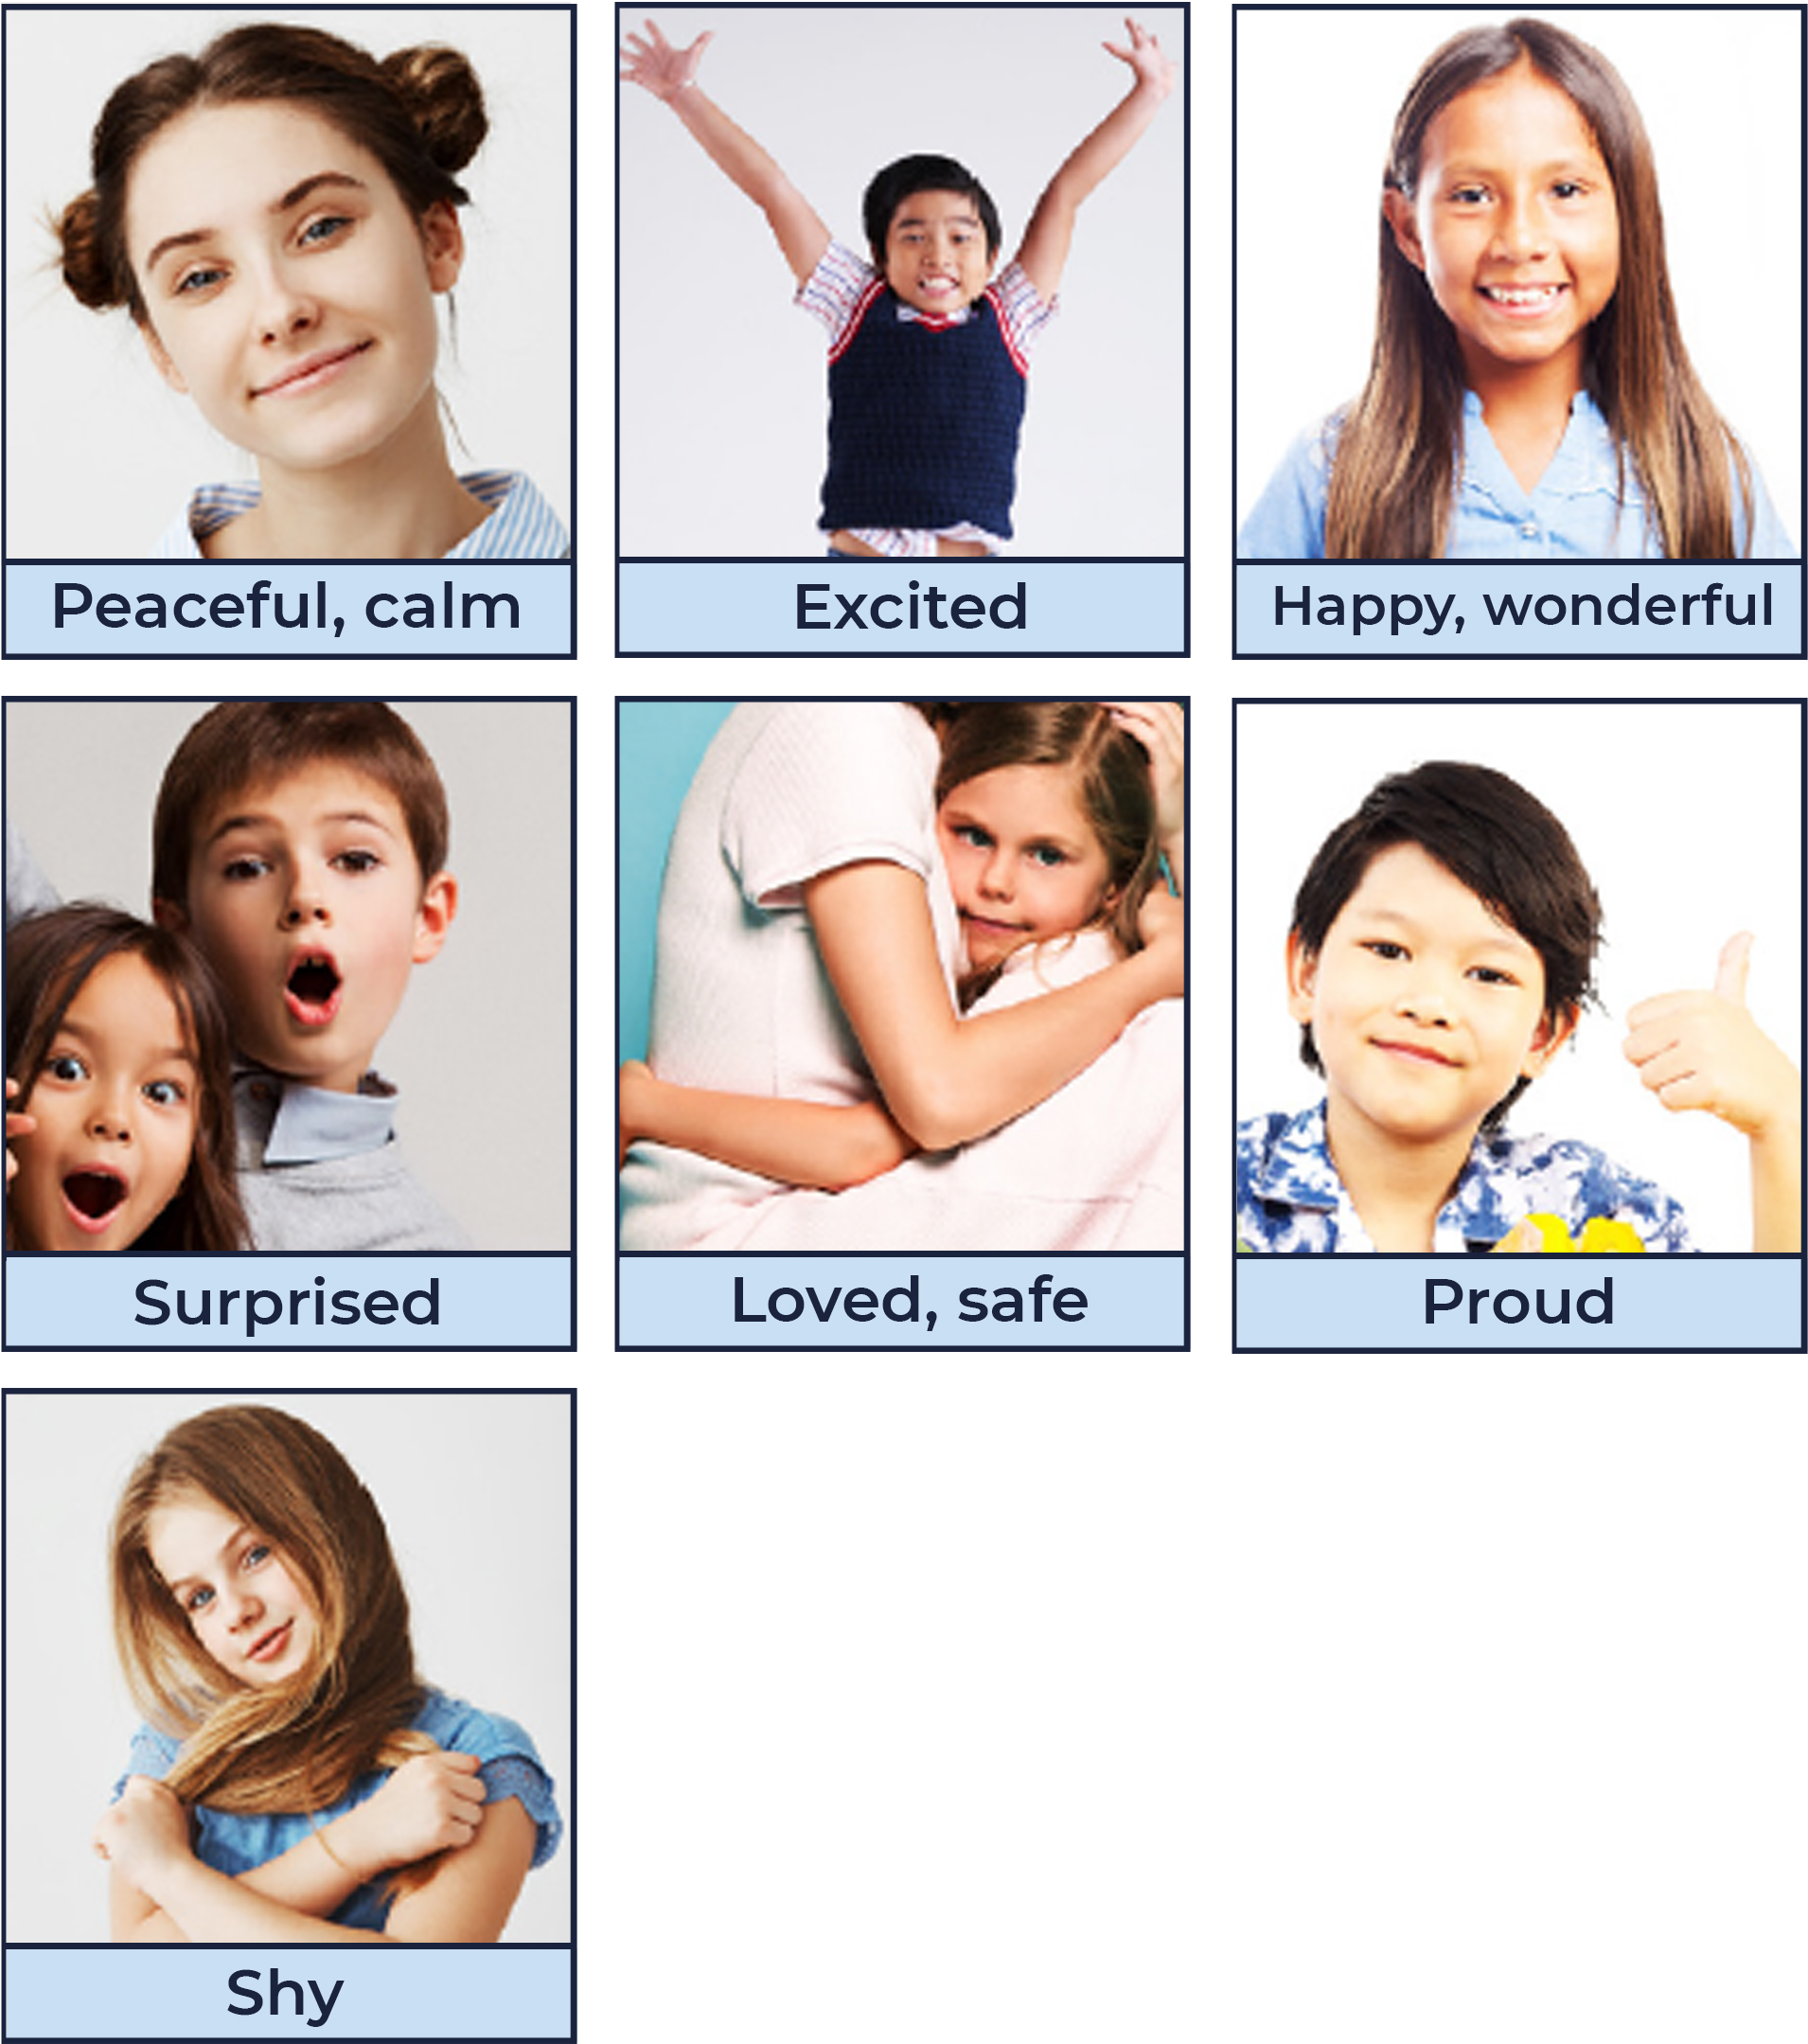 Peaceful, calm
Excited
Happy, wonderful
Surprised
Loved, safe
Proud
Shy